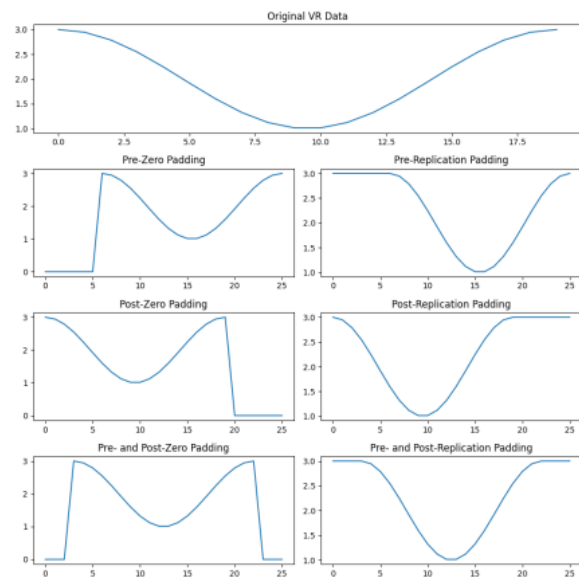 Original VR Data
3.0
2.5
2.0
1.5
1.0
0.0 2.5 5.0 7.5 10.0 12.5 15.0 17.5
Pre-Zero Padding
3
2
1
0
0 5 10 15 20 25
Pre-Replication Padding
3.0
2.5
2.0
1.5
1.0
0 5 10 15 20 25
Post-Zero Padding
3
2
1
0
0 5 10 15 20 25
Post-Replication Padding
3.0
2.5
2.0
1.5
1.0
0 5 10 15 20 25
Pre- and Post-Zero Padding
3
2
1
0
0 5 10 15 20 25
Pre- and Post-Replication Padding
3.0
2.5
2.0
1.5
1.0
0 5 10 15 20 25